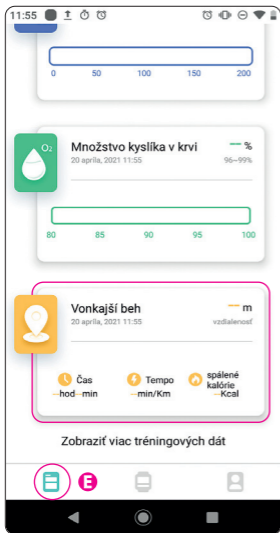 11:55
0 50 100 150 200
O₂
Množstvo kyslíka v krvi — %
20 apríla, 2021 11:55 96~99%
80 85 90 95 100
Vonkajší beh — m
20 apríla, 2021 11:55 vzdialenosť
Čas
—hod—min
Tempo
—min/Km
spálené
kalórie
—Kcal
Zobraziť viac tréningových dát
E